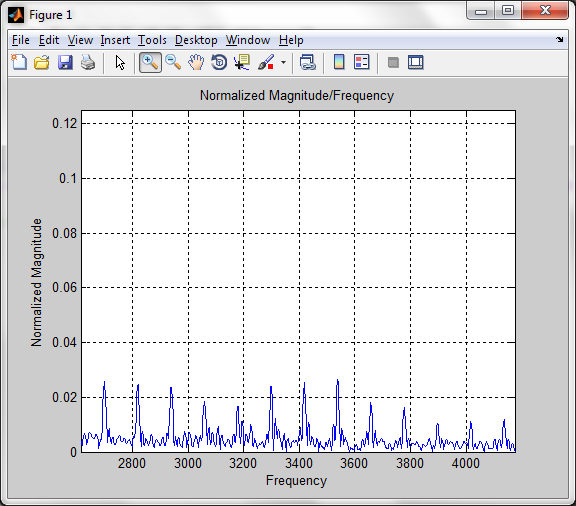 Figure 1
File Edit View Insert Tools Desktop Window Help
Normalized Magnitude/Frequency
0.12
0.1
0.08
0.06
0.04
0.02
0
Normalized Magnitude
2800 3000 3200 3400 3600 3800 4000
Frequency